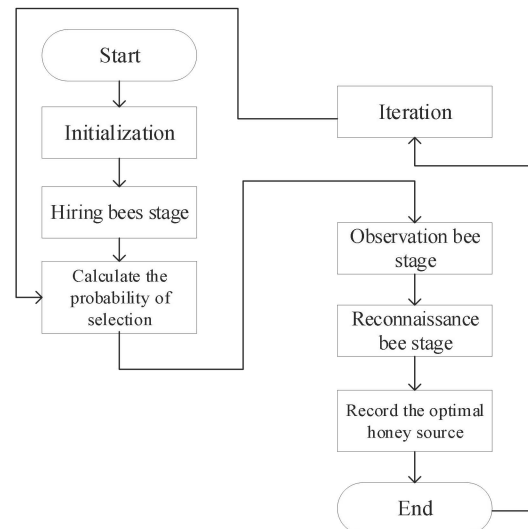 Start
Initialization
Hiring bees stage
Calculate the
probability of
selection
Iteration
Observation bee
stage
Reconnaissance
bee stage
Record the optimal
honey source
End